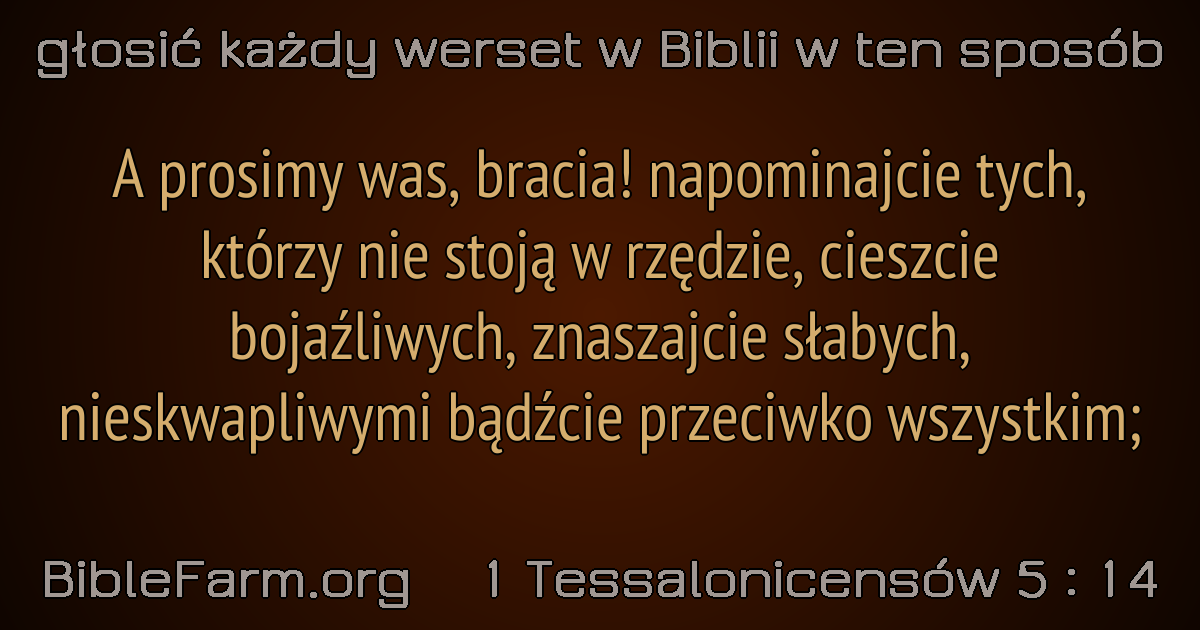 głosić każdy werset w Biblii w ten sposób
A prosimy was, bracia! napominajcie tych,
którzy nie stoją w rzędzie, cieszcie
bojaźliwych, znaszajcie słabych,
nieskwapliwymi bądźcie przeciwko wszystkim;
BibleFarm.org 1 Tessalonicensów 5 : 14